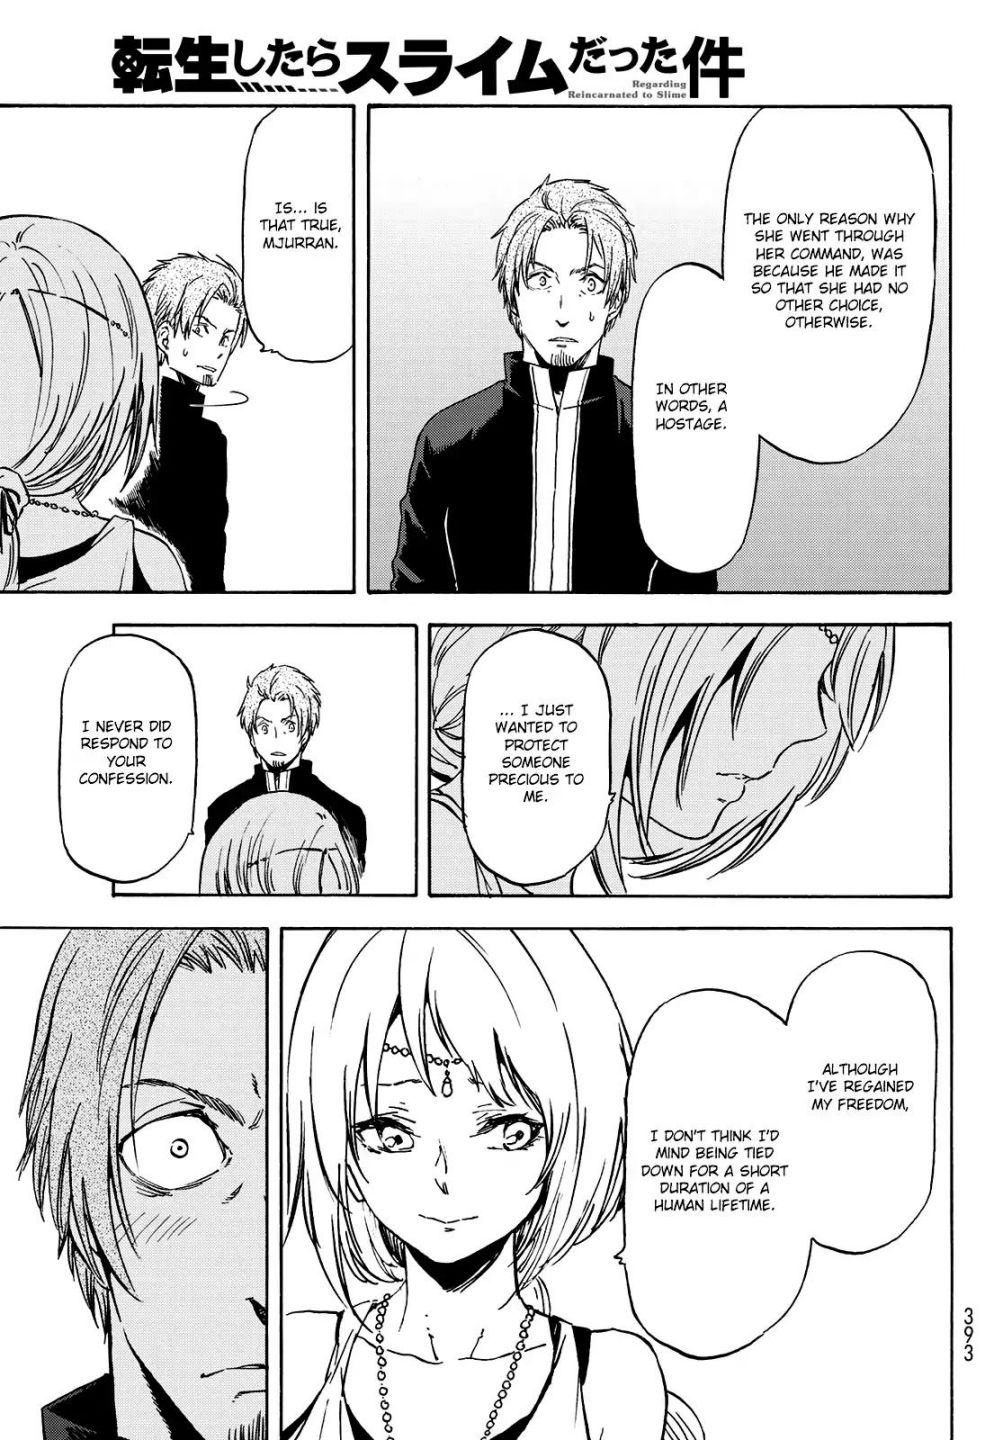 転生したらスライムだった件
Regarding
Reincarnated to Slime
THE ONLY REASON WHY
SHE WENT THROUGH
HER COMMAND, WAS
BECAUSE HE MADE IT
SO THAT SHE HAD NO
OTHER CHOICE,
OTHERWISE.
IN OTHER
WORDS, A
HOSTAGE.
IS... IS
THAT TRUE,
MJURRAN.
... I JUST
WANTED TO
PROTECT
SOMEONE
PRECIOUS TO
ME.
I NEVER DID
RESPOND TO
YOUR
CONFESSION.
ALTHOUGH
I'VE REGAINED
MY FREEDOM,
I DON'T THINK I'D
MIND BEING TIED
DOWN FOR A SHORT
DURATION OF A
HUMAN LIFETIME.
393